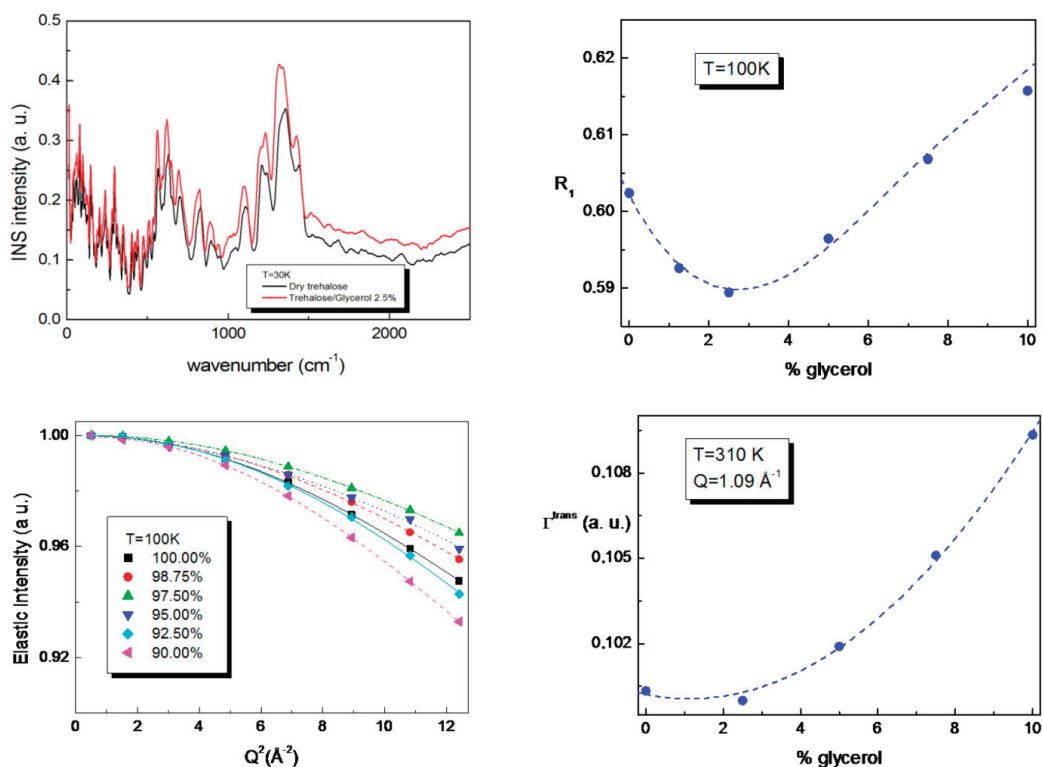 0.5
0.4
0.3
0.2
0.1
0.0
INS intensity (a. u.)
T=30K
Dry trehalose
Trehalose/Glycerol 2.5%
0 1000 2000
wavenumber (cm⁻¹)
0.62
0.61
0.60
0.59
R₁
T=100K
0 2 4 6 8 10
% glycerol
1.00
0.96
0.92
Elastic Intensity (a u.)
T=100K
100.00%
98.75%
97.50%
95.00%
92.50%
90.00%
0 2 4 6 8 10 12
Q²(Å⁻²)
0.108
0.105
0.102
Γᵗʳᵃⁿˢ (a. u.)
T=310 K
Q=1.09 Å⁻¹
0 2 4 6 8 10
% glycerol